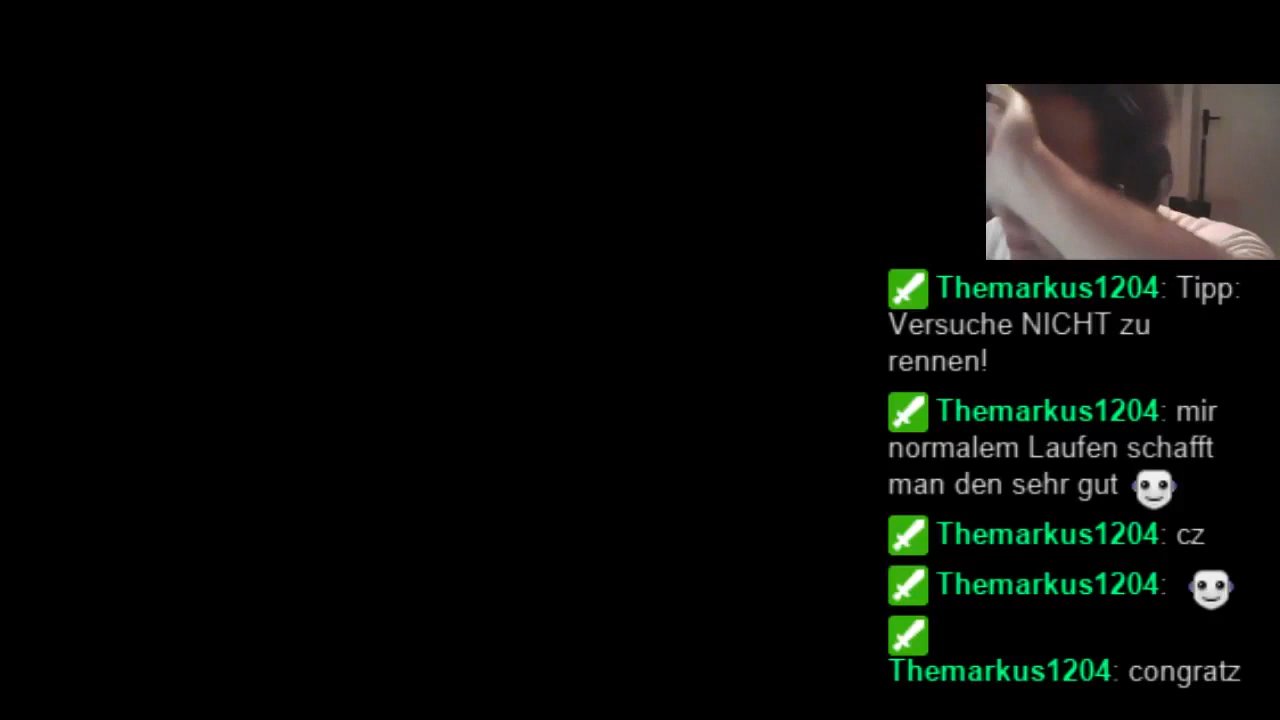 Themarkus1204: Tipp:
Versuche NICHT zu
rennen!
Themarkus1204: mir
normalem Laufen schafft
man den sehr gut
Themarkus1204: cz
Themarkus1204:
Themarkus1204: congratz